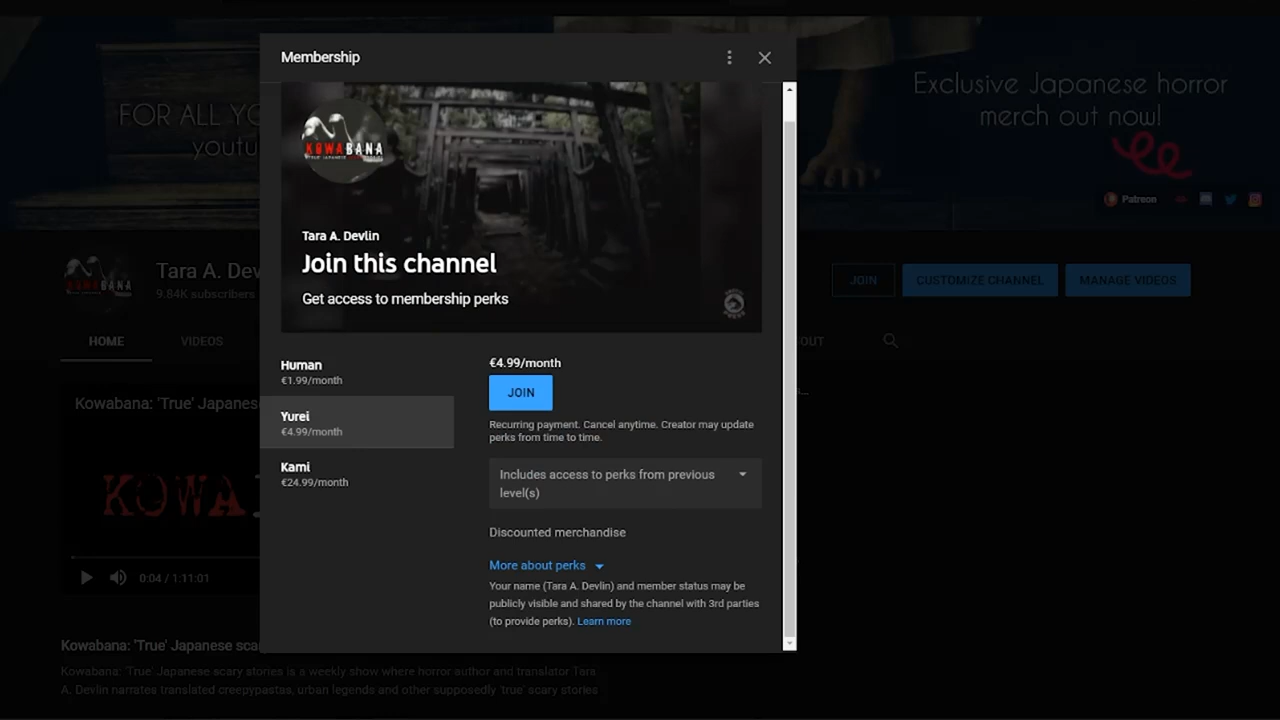 Membership
FOR ALL YO
youtu
Exclusive Japanese horror
merch out now!
Patreon
KOWABANA
Tara A. Devlin
Join this channel
Get access to membership perks
Tara A. Dev
9.84K subscribers
JOIN
CUSTOMIZE CHANNEL
MANAGE VIDEOS
HOME
VIDEOS
OUT
Human
€1.99/month
Yurei
€4.99/month
Kami
€24.99/month
€4.99/month
JOIN
Recurring payment. Cancel anytime. Creator may update
perks from time to time.
Includes access to perks from previous
level(s)
Discounted merchandise
More about perks
Your name (Tara A. Devlin) and member status may be
publicly visible and shared by the channel with 3rd parties
(to provide perks). Learn more
Kowabana: 'True' Japanes
KOWA
0:04 / 1:11:01
Kowabana: 'True' Japanese sca
Kowabana: 'True' Japanese scary stories is a weekly show where horror author and translator Tara
A. Devlin narrates translated creepypastas, urban legends and other supposedly 'true' scary stories